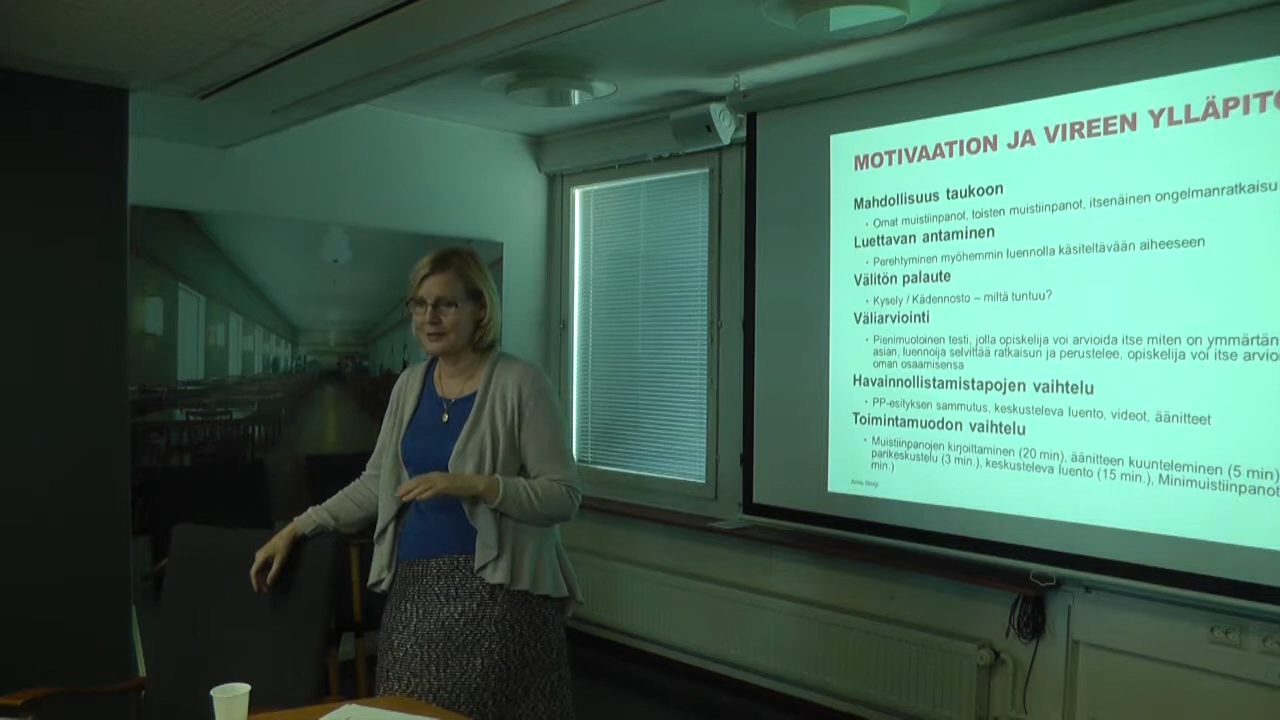 MOTIVAATION JA VIREEN YLLÄPITO
Mahdollisuus taukoon
• Omat muistiinpanot, toisten muistiinpanot, itsenäinen ongelmanratkaisu
Luettavan antaminen
• Perehtyminen myöhemmin luennolla käsiteltävään aiheeseen
Välitön palaute
• Kysely / Kädennosto – miltä tuntuu?
Väliarviointi
• Pienimuotoinen testi, jolla opiskelija voi arvioida itse miten on ymmärtän
asian, luennoija selvittää ratkaisun ja perustelee, opiskelija voi itse arvio
oman osaamisensa
Havainnollistamistapojen vaihtelu
• PP-esityksen sammutus, keskusteleva luento, videot, äänitteet
Toimintamuodon vaihtelu
• Muistiinpanojen kirjoittaminen (20 min), äänitteen kuunteleminen (5 min)
parikeskustelu (3 min.), keskusteleva luento (15 min.), Minimuistiinpanot
min.)
Anne Nevgi